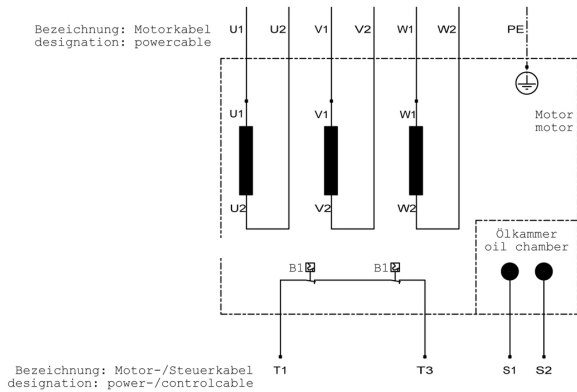 Bezeichnung: Motorkabel
designation: powercable
U1 U2 V1 V2 W1 W2 PE
U1 V1 W1
Motor
motor
U2 V2 W2
Ölkammer
oil chamber
B1 B1
Bezeichnung: Motor-/Steuerkabel
designation: power-/controlcable
T1 T3 S1 S2